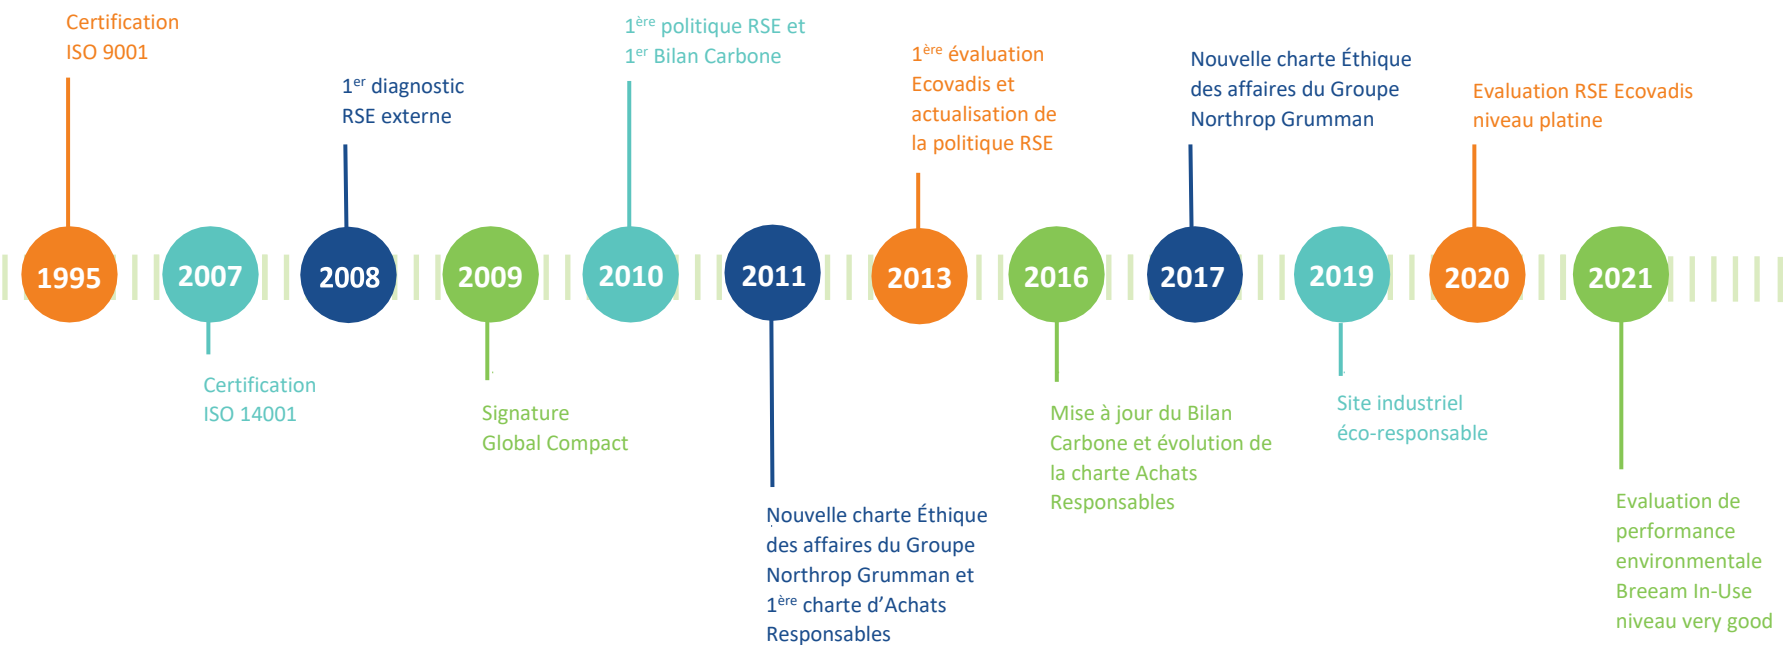 Certification
ISO 9001
1er diagnostic
RSE externe
1ère politique RSE et
1er Bilan Carbone
1ère évaluation
Ecovadis et
actualisation de
la politique RSE
Nouvelle charte Éthique
des affaires du Groupe
Northrop Grumman
Evaluation RSE Ecovadis
niveau platine
1995
2007
2008
2009
2010
2011
2013
2016
2017
2019
2020
2021
Certification
ISO 14001
Signature
Global Compact
Nouvelle charte Éthique
des affaires du Groupe
Northrop Grumman et
1ère charte d’Achats
Responsables
Mise à jour du Bilan
Carbone et évolution de
la charte Achats
Responsables
Site industriel
éco-responsable
Evaluation de
performance
environmentale
Breeam In-Use
niveau very good